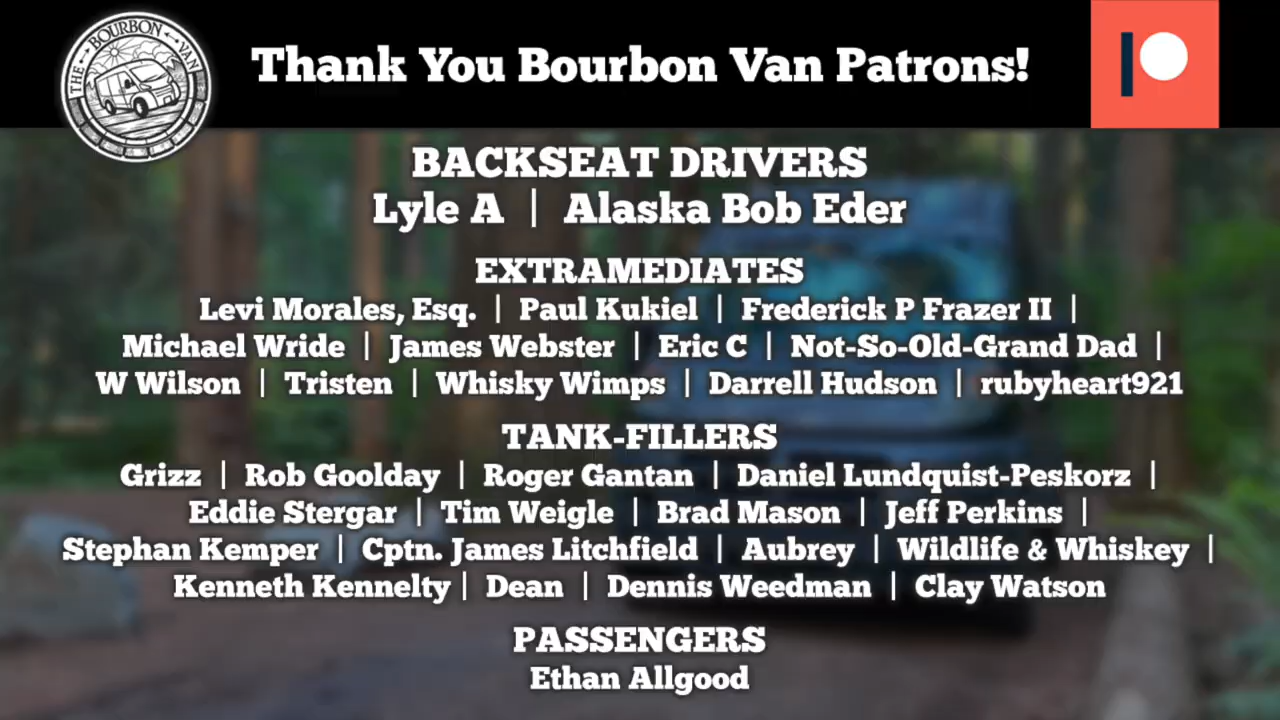 THE BOURBON VAN
Thank You Bourbon Van Patrons!
BACKSEAT DRIVERS
Lyle A | Alaska Bob Eder
EXTRAMEDIATES
Levi Morales, Esq. | Paul Kukiel | Frederick P Frazer II |
Michael Wride | James Webster | Eric C | Not-So-Old-Grand Dad |
W Wilson | Tristen | Whisky Wimps | Darrell Hudson | rubyheart921
TANK-FILLERS
Grizz | Rob Goolday | Roger Gantan | Daniel Lundquist-Peskorz |
Eddie Stergar | Tim Weigle | Brad Mason | Jeff Perkins |
Stephan Kemper | Cptn. James Litchfield | Aubrey | Wildlife & Whiskey |
Kenneth Kennelty | Dean | Dennis Weedman | Clay Watson
PASSENGERS
Ethan Allgood